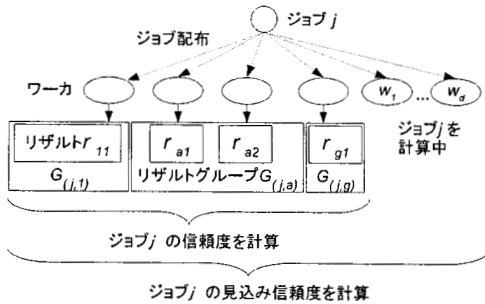 ジョブj
ジョブ配布
ワーカ
w1 ... wd
リザルトr11
ra1
ra2
rg1
ジョブjを
計算中
G(j,1)
リザルトグループG(j,a)
G(j,g)
ジョブj の信頼度を計算
ジョブj の見込み信頼度を計算